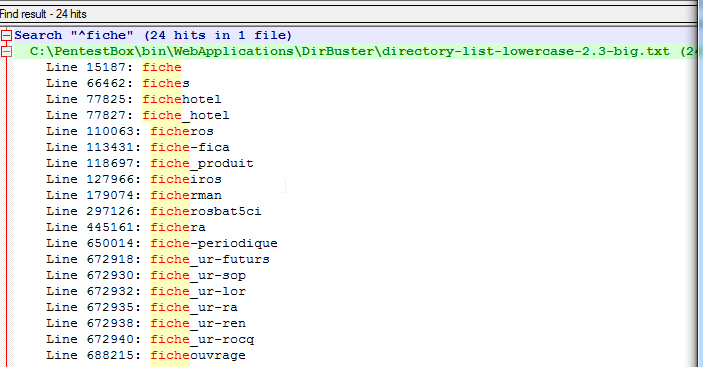 Find result - 24 hits
Search "^fiche" (24 hits in 1 file)
C:\PentestBox\bin\WebApplications\DirBuster\directory-list-lowercase-2.3-big.txt (24
Line 15187: fiche
Line 66462: fiches
Line 77825: fichehotel
Line 77827: fiche_hotel
Line 110063: ficheros
Line 113431: fiche-fica
Line 118697: fiche_produit
Line 127966: ficheiros
Line 179074: ficherman
Line 297126: ficherosbat5ci
Line 445161: fichera
Line 650014: fiche-periodique
Line 672918: fiche_ur-futurs
Line 672930: fiche_ur-sop
Line 672932: fiche_ur-lor
Line 672935: fiche_ur-ra
Line 672938: fiche_ur-ren
Line 672940: fiche_ur-rocq
Line 688215: ficheouvrage